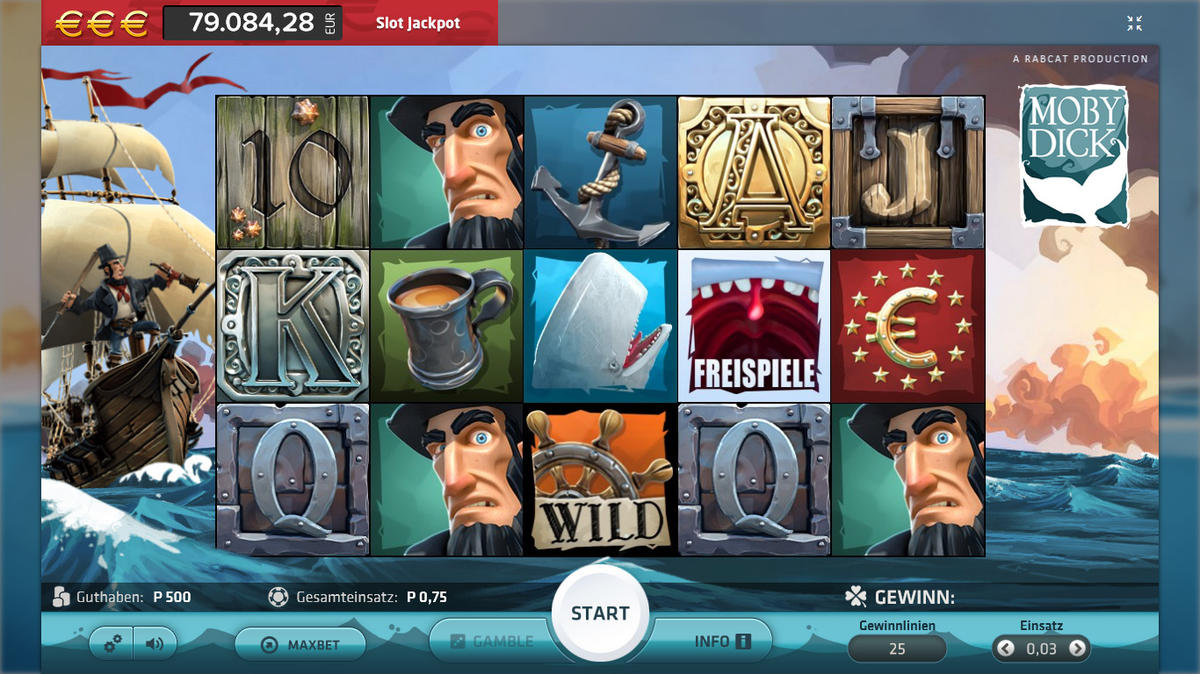 €€€ 79.084,28 EUR Slot Jackpot
A RABCAT PRODUCTION
MOBY
DICK
10 A J
K FREISPIELE €
Q WILD Q
Guthaben: P 500 Gesamteinsatz: P 0,75 START GEWINN:
MAXBET GAMBLE INFO i
Gewinnlinien Einsatz
25 0,03